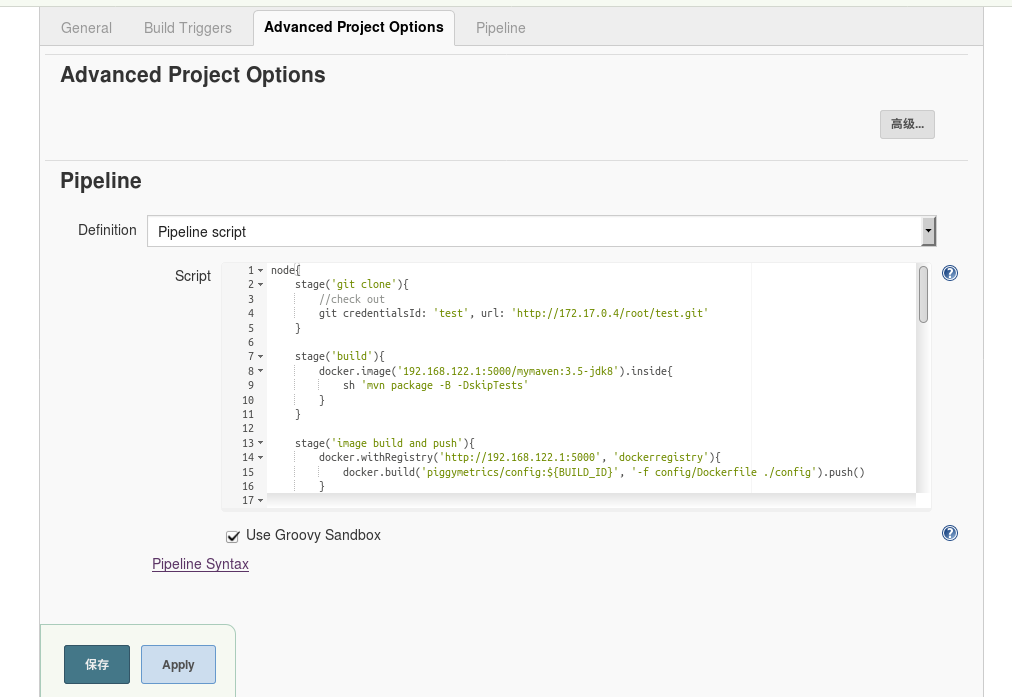 General Build Triggers Advanced Project Options Pipeline
Advanced Project Options
高级...
Pipeline
Definition Pipeline script
Script
1 node{
2 stage('git clone'){
3 //check out
4 git credentialsId: 'test', url: 'http://172.17.0.4/root/test.git'
5 }
6
7 stage('build'){
8 docker.image('192.168.122.1:5000/mymaven:3.5-jdk8').inside{
9 sh 'mvn package -B -DskipTests'
10 }
11 }
12
13 stage('image build and push'){
14 docker.withRegistry('http://192.168.122.1:5000', 'dockerregistry'){
15 docker.build('piggymetrics/config:${BUILD_ID}', '-f config/Dockerfile ./config').push()
16 }
17
Use Groovy Sandbox
Pipeline Syntax
保存 Apply